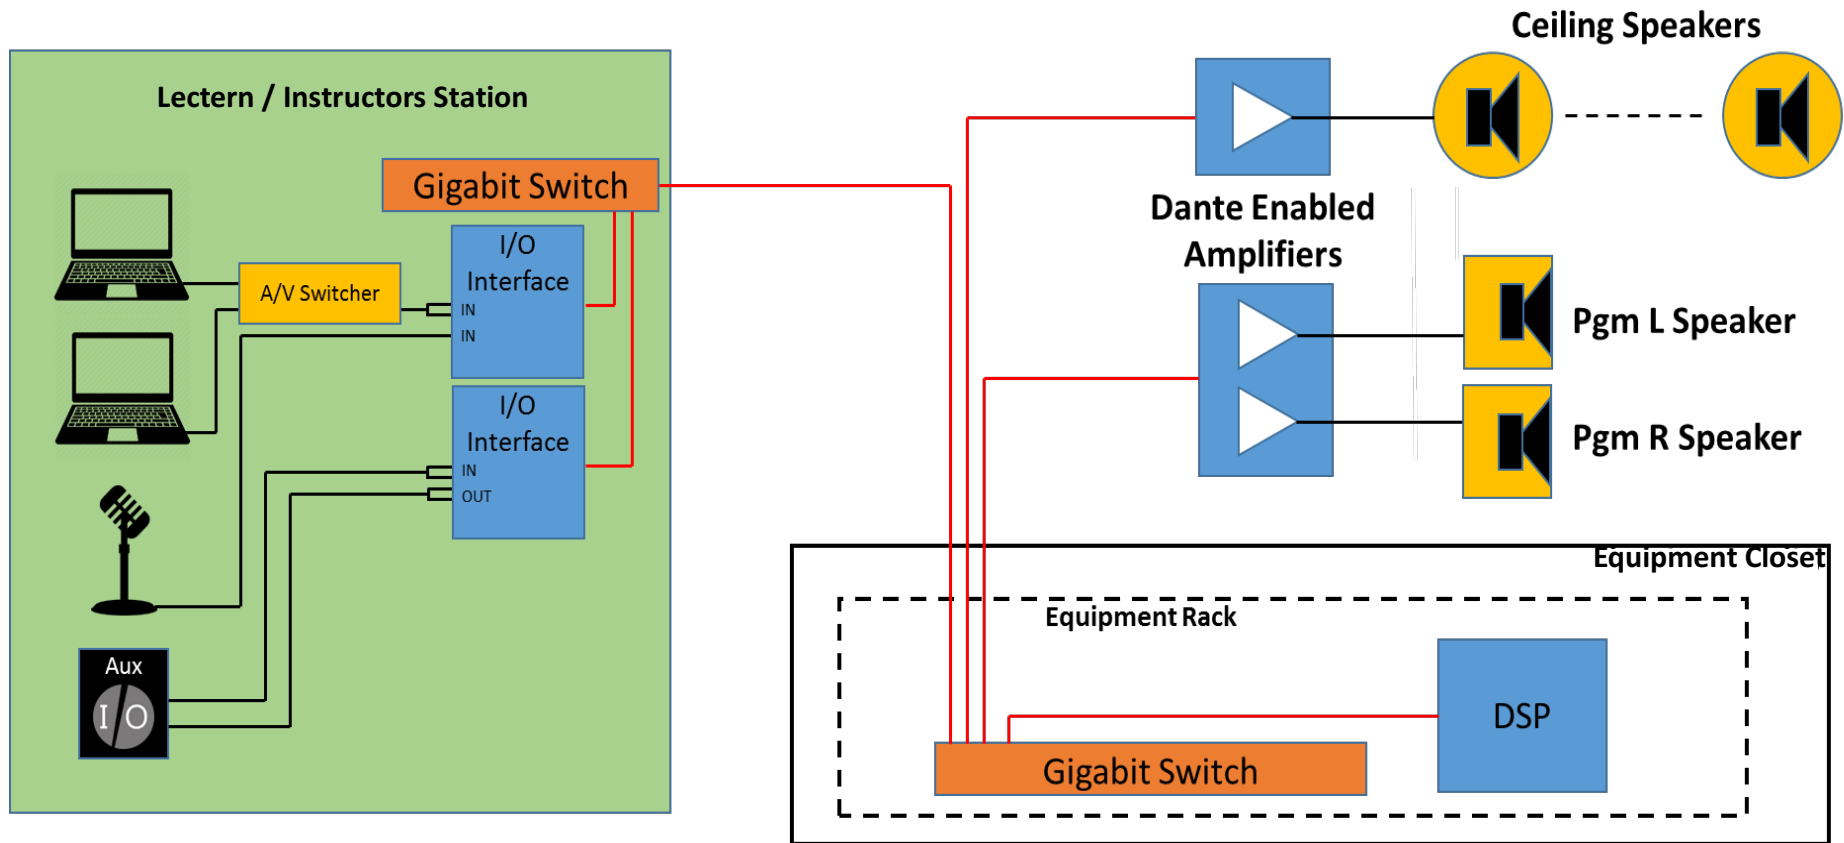 Ceiling Speakers
Lectern / Instructors Station
Gigabit Switch
I/O
Interface
IN
IN
A/V Switcher
I/O
Interface
IN
OUT
Aux
I/O
Dante Enabled
Amplifiers
Pgm L Speaker
Pgm R Speaker
Equipment Closet
Equipment Rack
DSP
Gigabit Switch